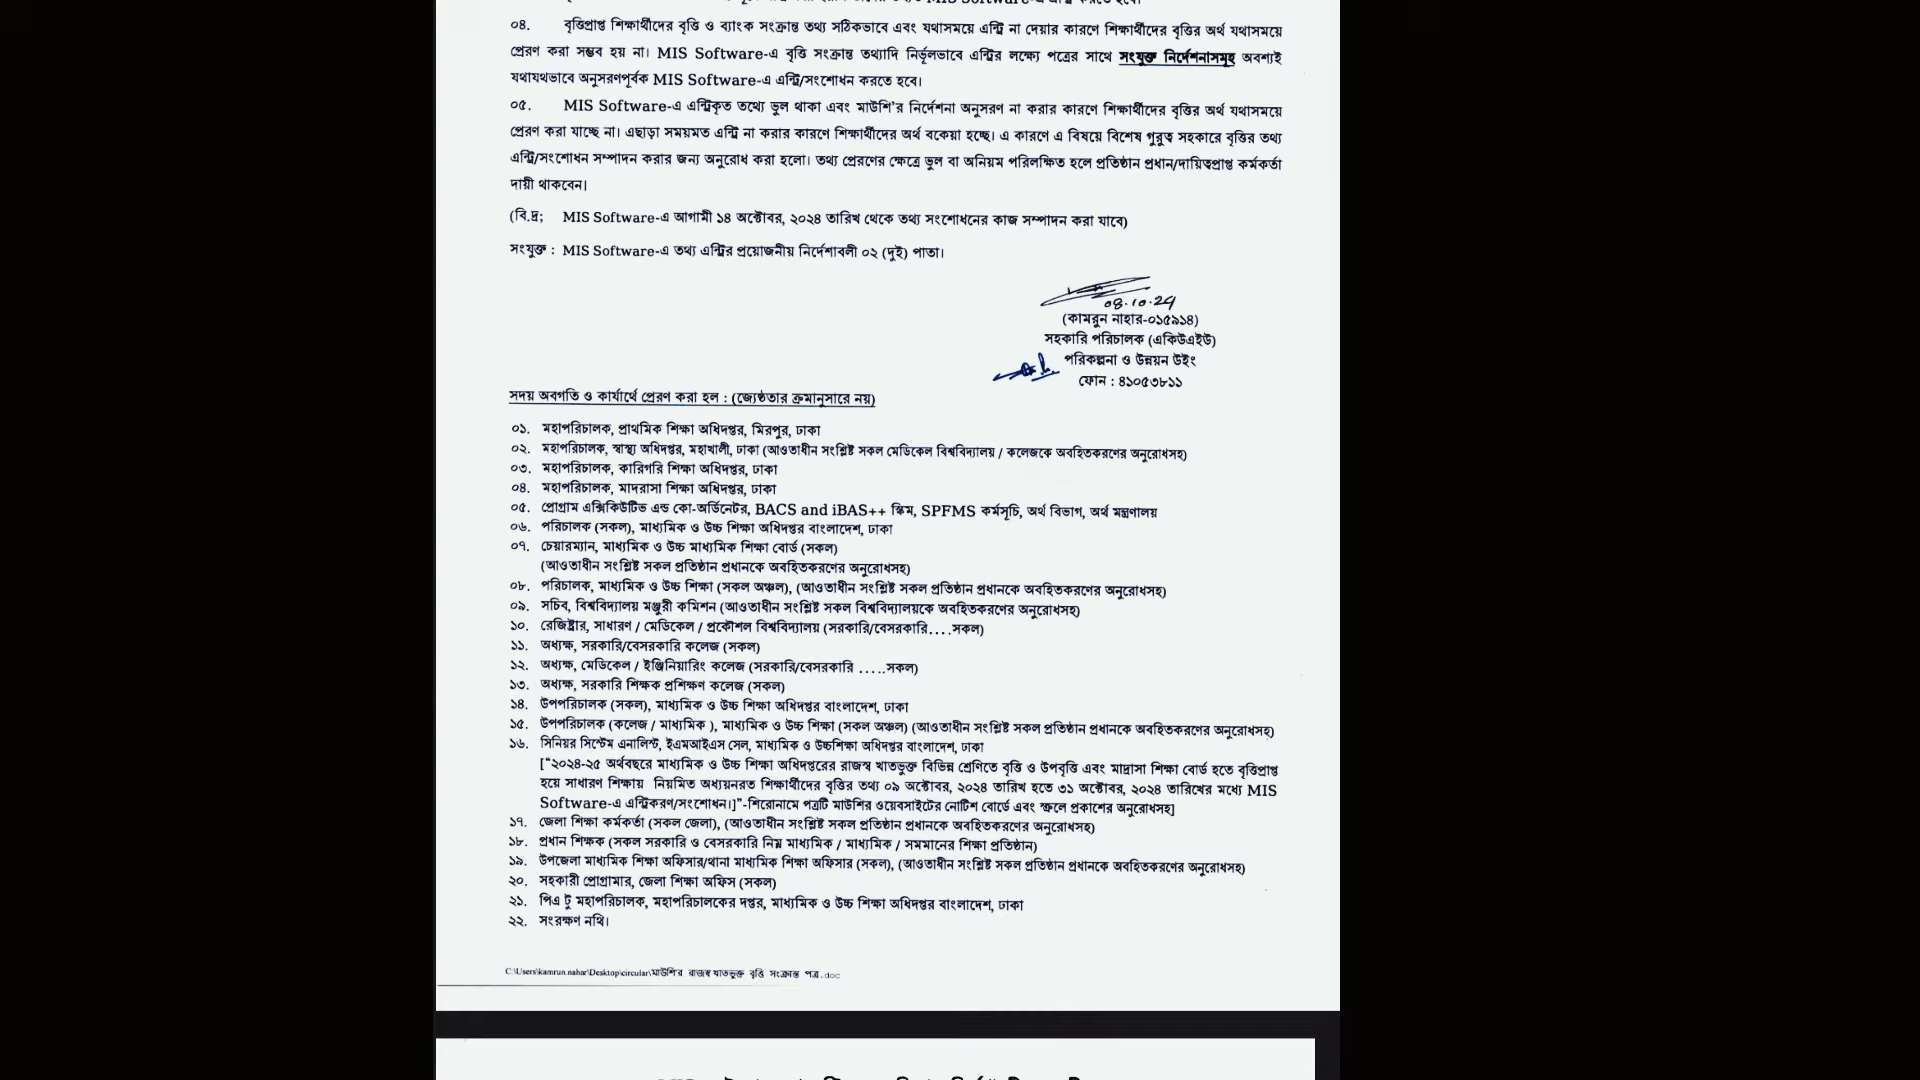 ০৪. বৃত্তিপ্রাপ্ত শিক্ষার্থীদের বৃত্তি ও ব্যাংক সংক্রান্ত তথ্য সঠিকভাবে এবং যথাসময়ে এন্ট্রি না দেয়ার কারণে শিক্ষার্থীদের বৃত্তির অর্থ যথাসময়ে
প্রেরণ করা সম্ভব হয় না। MIS Software-এ বৃত্তি সংক্রান্ত তথ্যাদি নির্ভূলভাবে এন্ট্রির লক্ষ্যে পত্রের সাথে সংযুক্ত নির্দেশনাসমূহ অবশ্যই
যথাযথভাবে অনুসরণপূর্বক MIS Software-এ এন্ট্রি/সংশোধন করতে হবে।
০৫. MIS Software-এ এন্ট্রিকৃত তথ্যে ভুল থাকা এবং মাউশি'র নির্দেশনা অনুসরণ না করার কারণে শিক্ষার্থীদের বৃত্তির অর্থ যথাসময়ে
প্রেরণ করা যাচ্ছে না। এছাড়া সময়মত এন্ট্রি না করার কারণে শিক্ষার্থীদের অর্থ বকেয়া হচ্ছে। এ কারণে এ বিষয়ে বিশেষ গুরুত্ব সহকারে বৃত্তির তথ্য
এন্ট্রি/সংশোধন সম্পাদন করার জন্য অনুরোধ করা হলো। তথ্য প্রেরণের ক্ষেত্রে ভুল বা অনিয়ম পরিলক্ষিত হলে প্রতিষ্ঠান প্রধান/দায়িত্বপ্রাপ্ত কর্মকর্তা
দায়ী থাকবেন।
(বি.দ্র; MIS Software-এ আগামী ১৪ অক্টোবর, ২০২৪ তারিখ থেকে তথ্য সংশোধনের কাজ সম্পাদন করা যাবে)
সংযুক্ত : MIS Software-এ তথ্য এন্ট্রির প্রয়োজনীয় নির্দেশাবলী ০২ (দুই) পাতা।
(কামরুন নাহার-০১৫৯১৪)
সহকারি পরিচালক (একিউএইউ)
পরিকল্পনা ও উন্নয়ন উইং
ফোন : ৪১০৫৩৮১১
সদয় অবগতি ও কার্যার্থে প্রেরণ করা হল : (জ্যেষ্ঠতার ক্রমানুসারে নয়)
০১. মহাপরিচালক, প্রাথমিক শিক্ষা অধিদপ্তর, মিরপুর, ঢাকা
০২. মহাপরিচালক, স্বাস্থ্য অধিদপ্তর, মহাখালী, ঢাকা (আওতাধীন সংশ্লিষ্ট সকল মেডিকেল বিশ্ববিদ্যালয় / কলেজকে অবহিতকরণের অনুরোধসহ)
০৩. মহাপরিচালক, কারিগরি শিক্ষা অধিদপ্তর, ঢাকা
০৪. মহাপরিচালক, মাদরাসা শিক্ষা অধিদপ্তর, ঢাকা
০৫. প্রোগ্রাম এক্সিকিউটিভ এন্ড কো-অর্ডিনেটর, BACS and iBAS++ স্কিম, SPFMS কর্মসূচি, অর্থ বিভাগ, অর্থ মন্ত্রণালয়
০৬. পরিচালক (সকল), মাধ্যমিক ও উচ্চ শিক্ষা অধিদপ্তর বাংলাদেশ, ঢাকা
০৭. চেয়ারম্যান, মাধ্যমিক ও উচ্চ মাধ্যমিক শিক্ষা বোর্ড (সকল)
(আওতাধীন সংশ্লিষ্ট সকল প্রতিষ্ঠান প্রধানকে অবহিতকরণের অনুরোধসহ)
০৮. পরিচালক, মাধ্যমিক ও উচ্চ শিক্ষা (সকল অঞ্চল), (আওতাধীন সংশ্লিষ্ট সকল প্রতিষ্ঠান প্রধানকে অবহিতকরণের অনুরোধসহ)
০৯. সচিব, বিশ্ববিদ্যালয় মঞ্জুরী কমিশন (আওতাধীন সংশ্লিষ্ট সকল বিশ্ববিদ্যালয়কে অবহিতকরণের অনুরোধসহ)
১০. রেজিষ্ট্রার, সাধারণ / মেডিকেল / প্রকৌশল বিশ্ববিদ্যালয় (সরকারি/বেসরকারি....সকল)
১১. অধ্যক্ষ, সরকারি/বেসরকারি কলেজ (সকল)
১২. অধ্যক্ষ, মেডিকেল / ইঞ্জিনিয়ারিং কলেজ (সরকারি/বেসরকারি .....সকল)
১৩. অধ্যক্ষ, সরকারি শিক্ষক প্রশিক্ষণ কলেজ (সকল)
১৪. উপপরিচালক (সকল), মাধ্যমিক ও উচ্চ শিক্ষা অধিদপ্তর বাংলাদেশ, ঢাকা
১৫. উপপরিচালক (কলেজ / মাধ্যমিক ), মাধ্যমিক ও উচ্চ শিক্ষা (সকল অঞ্চল) (আওতাধীন সংশ্লিষ্ট সকল প্রতিষ্ঠান প্রধানকে অবহিতকরণের অনুরোধসহ)
১৬. সিনিয়র সিস্টেম এনালিস্ট, ইএমআইএস সেল, মাধ্যমিক ও উচ্চশিক্ষা অধিদপ্তর বাংলাদেশ, ঢাকা
["২০২৪-২৫ অর্থবছরে মাধ্যমিক ও উচ্চ শিক্ষা অধিদপ্তরের রাজস্ব খাতভুক্ত বিভিন্ন শ্রেণিতে বৃত্তি ও উপবৃত্তি এবং মাদ্রাসা শিক্ষা বোর্ড হতে বৃত্তিপ্রাপ্ত
হয়ে সাধারণ শিক্ষায় নিয়মিত অধ্যয়নরত শিক্ষার্থীদের বৃত্তির তথ্য ০৯ অক্টোবর, ২০২৪ তারিখ হতে ৩১ অক্টোবর, ২০২৪ তারিখের মধ্যে MIS
Software-এ এন্ট্রিকরণ/সংশোধন।]"-শিরোনামে পত্রটি মাউশির ওয়েবসাইটের নোটিশ বোর্ডে এবং স্ক্রলে প্রকাশের অনুরোধসহ]
১৭. জেলা শিক্ষা কর্মকর্তা (সকল জেলা), (আওতাধীন সংশ্লিষ্ট সকল প্রতিষ্ঠান প্রধানকে অবহিতকরণের অনুরোধসহ)
১৮. প্রধান শিক্ষক (সকল সরকারি ও বেসরকারি নিম্ন মাধ্যমিক / মাধ্যমিক / সমমানের শিক্ষা প্রতিষ্ঠান)
১৯. উপজেলা মাধ্যমিক শিক্ষা অফিসার/থানা মাধ্যমিক শিক্ষা অফিসার (সকল), (আওতাধীন সংশ্লিষ্ট সকল প্রতিষ্ঠান প্রধানকে অবহিতকরণের অনুরোধসহ)
২০. সহকারী প্রোগ্রামার, জেলা শিক্ষা অফিস (সকল)
২১. পিএ টু মহাপরিচালক, মহাপরিচালকের দপ্তর, মাধ্যমিক ও উচ্চ শিক্ষা অধিদপ্তর বাংলাদেশ, ঢাকা
২২. সংরক্ষণ নথি।
C:\Users\kamrun.nahar\Desktop\circular\মাউশি'র রাজস্ব খাতভুক্ত বৃত্তি সংক্রান্ত পত্র.doc